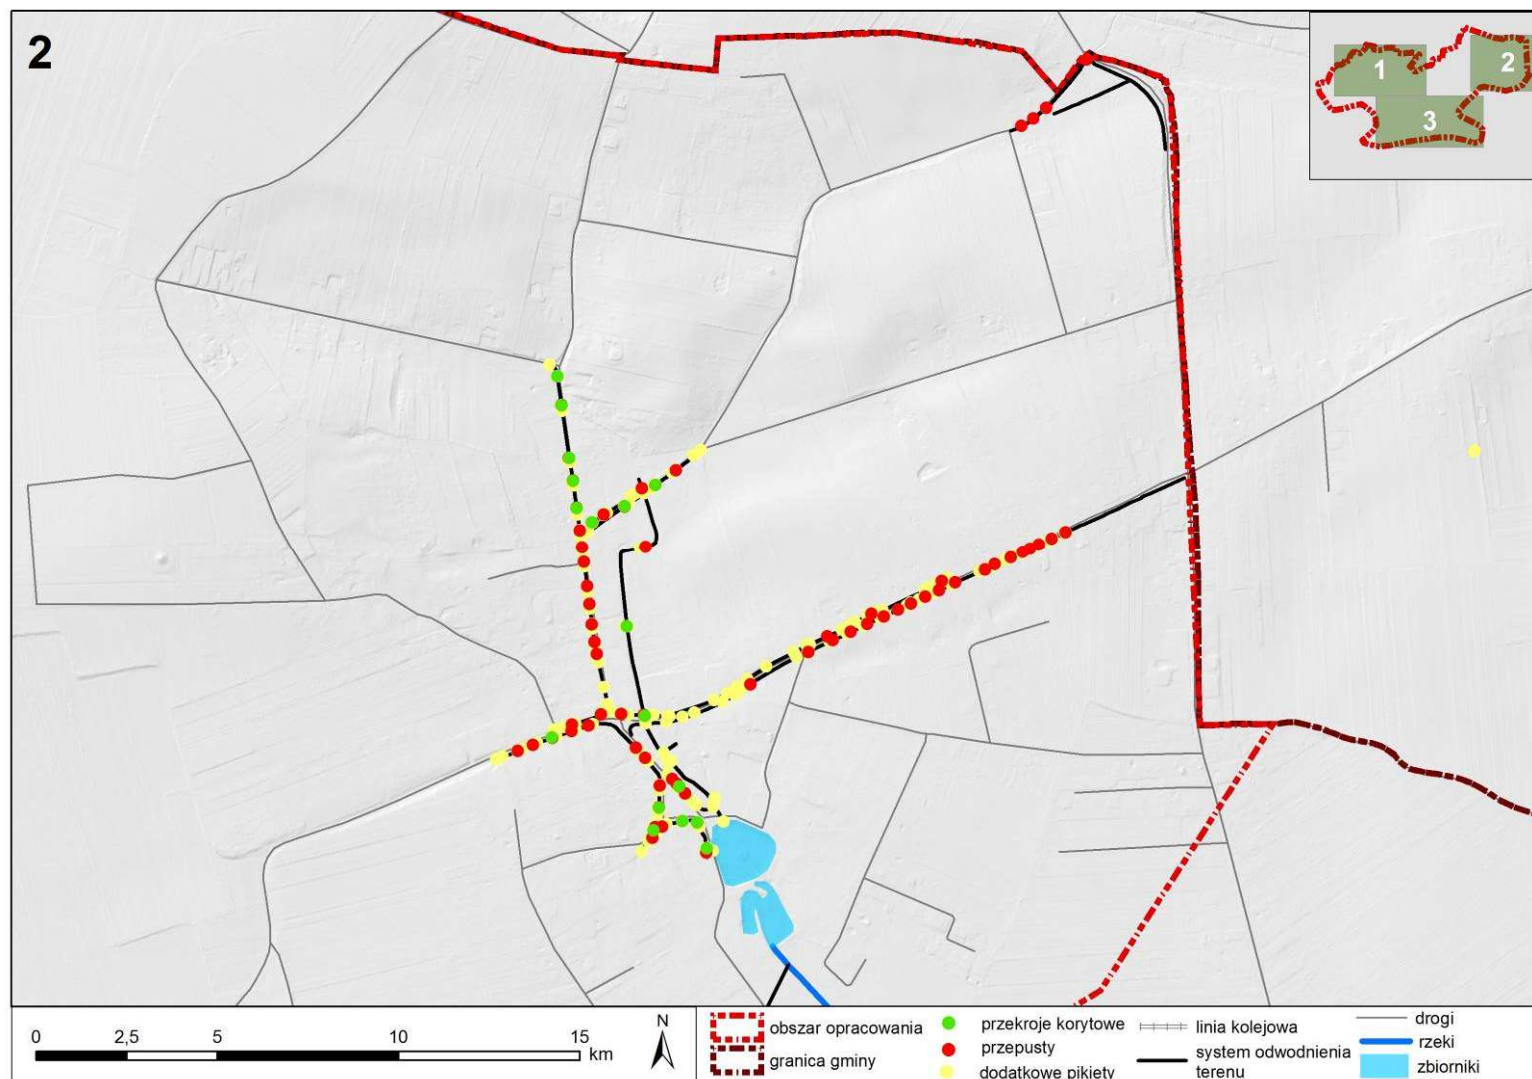 2
1
2
3
0
2,5
5
10
15
km
N
obszar opracowania
granica gminy
przekroje korytowe
przepusty
dodatkowe pikiety
linia kolejowa
system odwodnienia
terenu
drogi
rzeki
zbiorniki